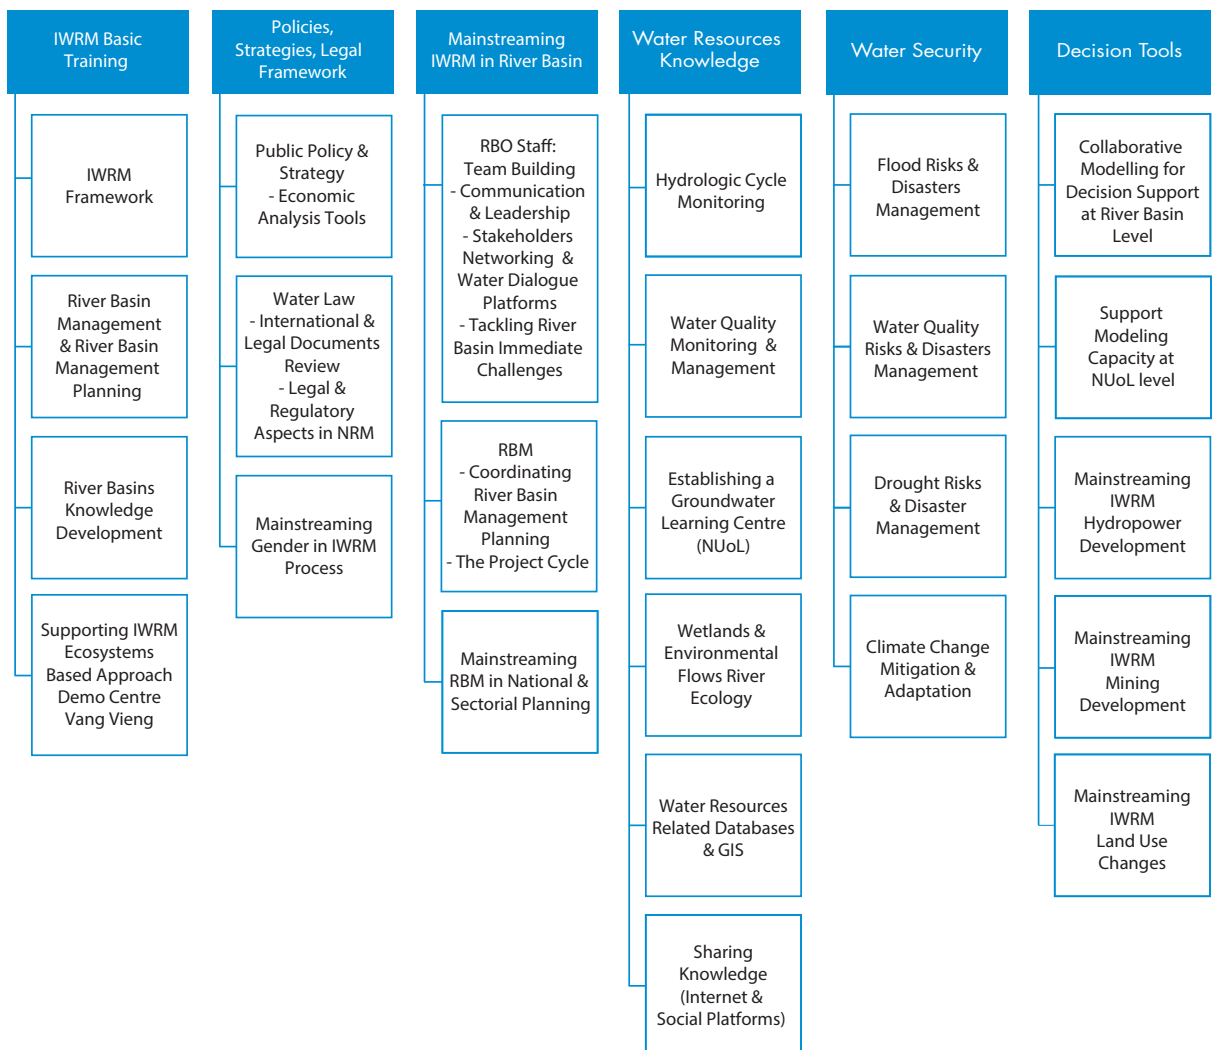 IWRM Basic
Training
IWRM
Framework
River Basin
Management
& River Basin
Management
Planning
River Basins
Knowledge
Development
Supporting IWRM
Ecosystems
Based Approach
Demo Centre
Vang Vieng
Policies,
Strategies, Legal
Framework
Public Policy &
Strategy
- Economic
Analysis Tools
Water Law
- International &
Legal Documents
Review
- Legal &
Regulatory
Aspects in NRM
Mainstreaming
Gender in IWRM
Process
Mainstreaming
IWRM in River Basin
RBO Staff:
Team Building
- Communication
& Leadership
- Stakeholders
Networking &
Water Dialogue
Platforms
- Tackling River
Basin Immediate
Challenges
RBM
- Coordinating
River Basin
Management
Planning
- The Project Cycle
Mainstreaming
RBM in National &
Sectorial Planning
Water Resources
Knowledge
Hydrologic Cycle
Monitoring
Water Quality
Monitoring &
Management
Establishing a
Groundwater
Learning Centre
(NUoL)
Wetlands &
Environmental
Flows River
Ecology
Water Resources
Related Databases
& GIS
Sharing
Knowledge
(Internet &
Social Platforms)
Water Security
Flood Risks &
Disasters
Management
Water Quality
Risks & Disasters
Management
Drought Risks
& Disaster
Management
Climate Change
Mitigation &
Adaptation
Decision Tools
Collaborative
Modelling for
Decision Support
at River Basin
Level
Support
Modeling
Capacity at
NUoL level
Mainstreaming
IWRM
Hydropower
Development
Mainstreaming
IWRM
Mining
Development
Mainstreaming
IWRM
Land Use
Changes